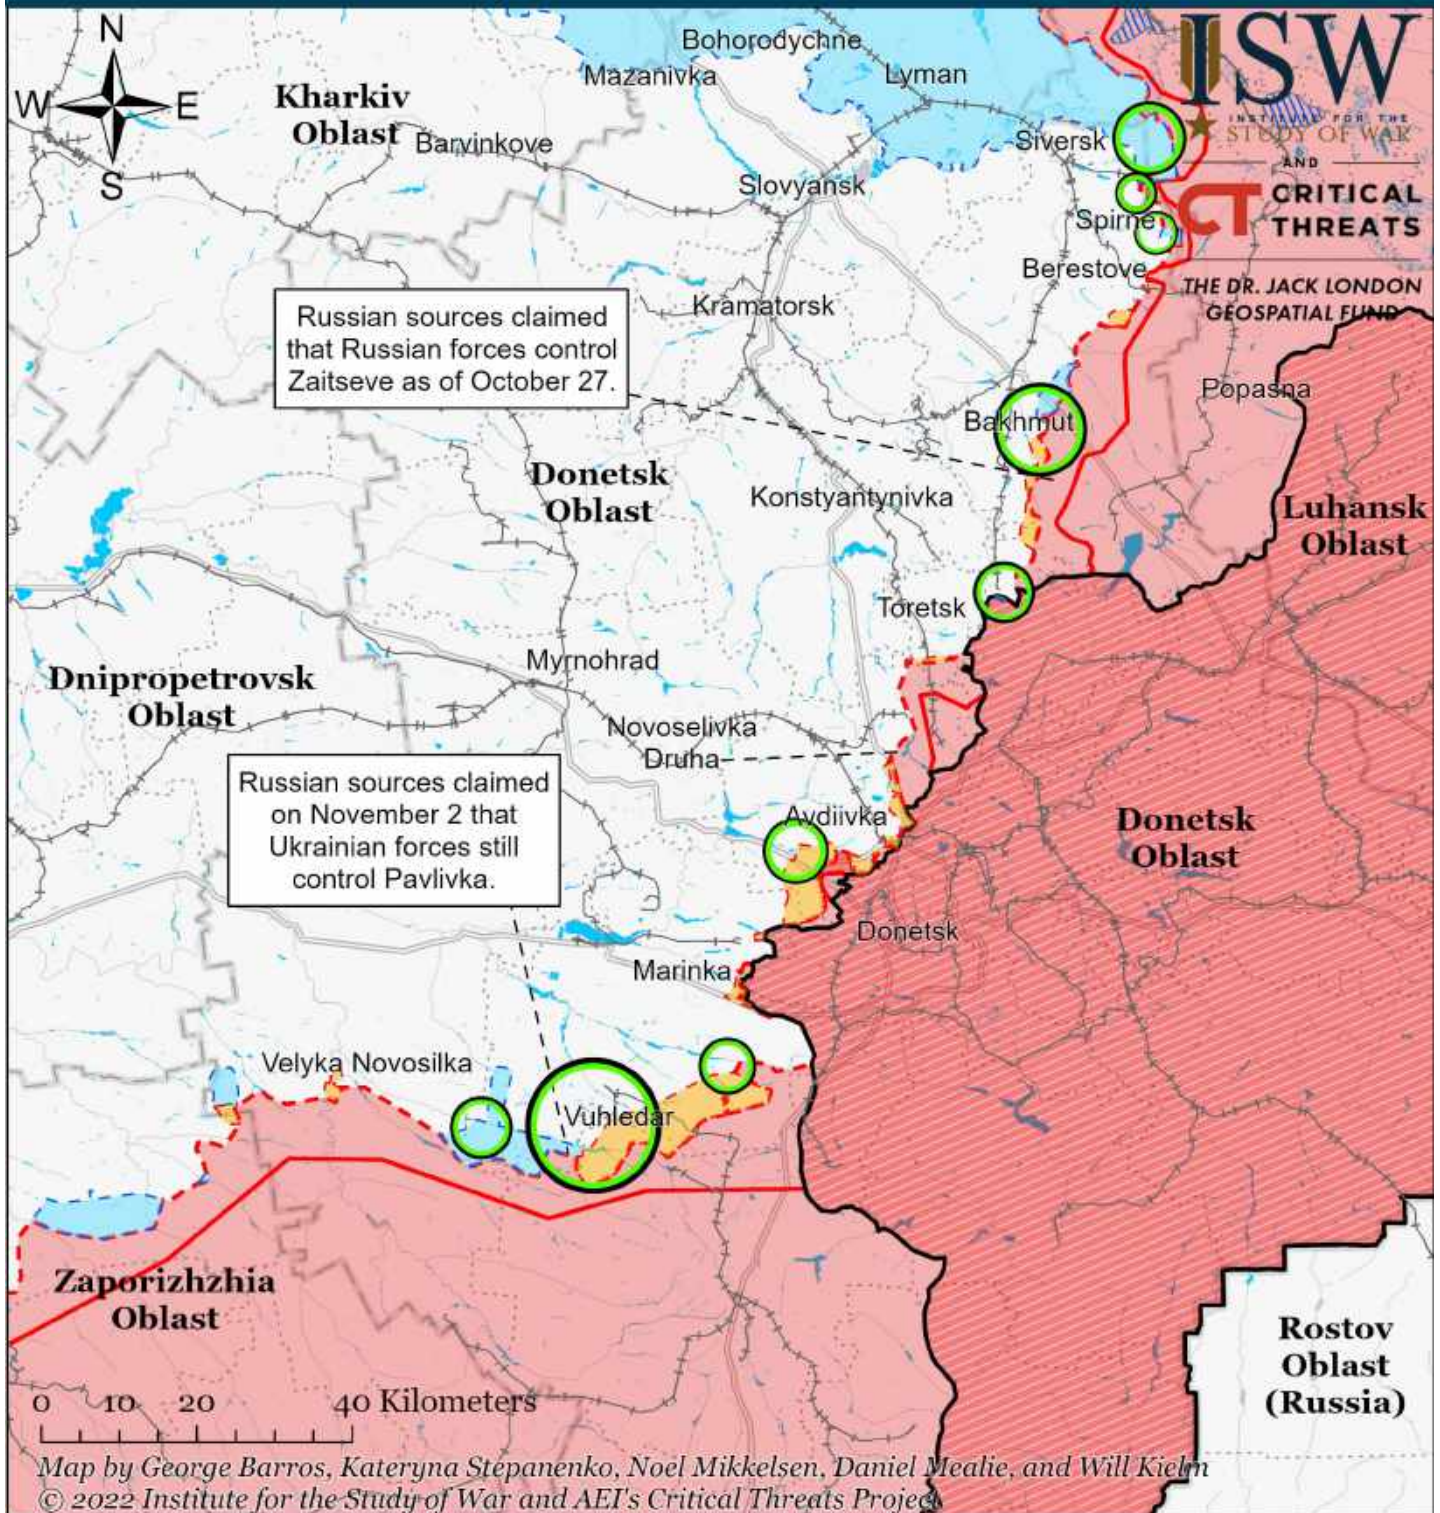 N
W
E
S
ISW
INSTITUTE FOR THE
STUDY OF WAR
AND
CT CRITICAL
THREATS
THE DR. JACK LONDON
GEOSPATIAL FUND
Bohorodychne
Mazanivka
Lyman
Kharkiv
Oblast
Barvinkove
Siversk
Slovyansk
Spirne
Berestove
Kramatorsk
Russian sources claimed
that Russian forces control
Zaitseve as of October 27.
Popasna
Bakhmut
Donetsk
Oblast
Konstyantynivka
Luhansk
Oblast
Toretsk
Myrnohrad
Dnipropetrovsk
Oblast
Novoselivka
Druha
Russian sources claimed
on November 2 that
Ukrainian forces still
control Pavlivka.
Avdiivka
Donetsk
Oblast
Donetsk
Marinka
Velyka Novosilka
Vuhledar
Zaporizhzhia
Oblast
Rostov
Oblast
(Russia)
0 10 20 40 Kilometers
Map by George Barros, Kateryna Stepanenko, Noel Mikkelsen, Daniel Mealie, and Will Kielm
© 2022 Institute for the Study of War and AEI's Critical Threats Project